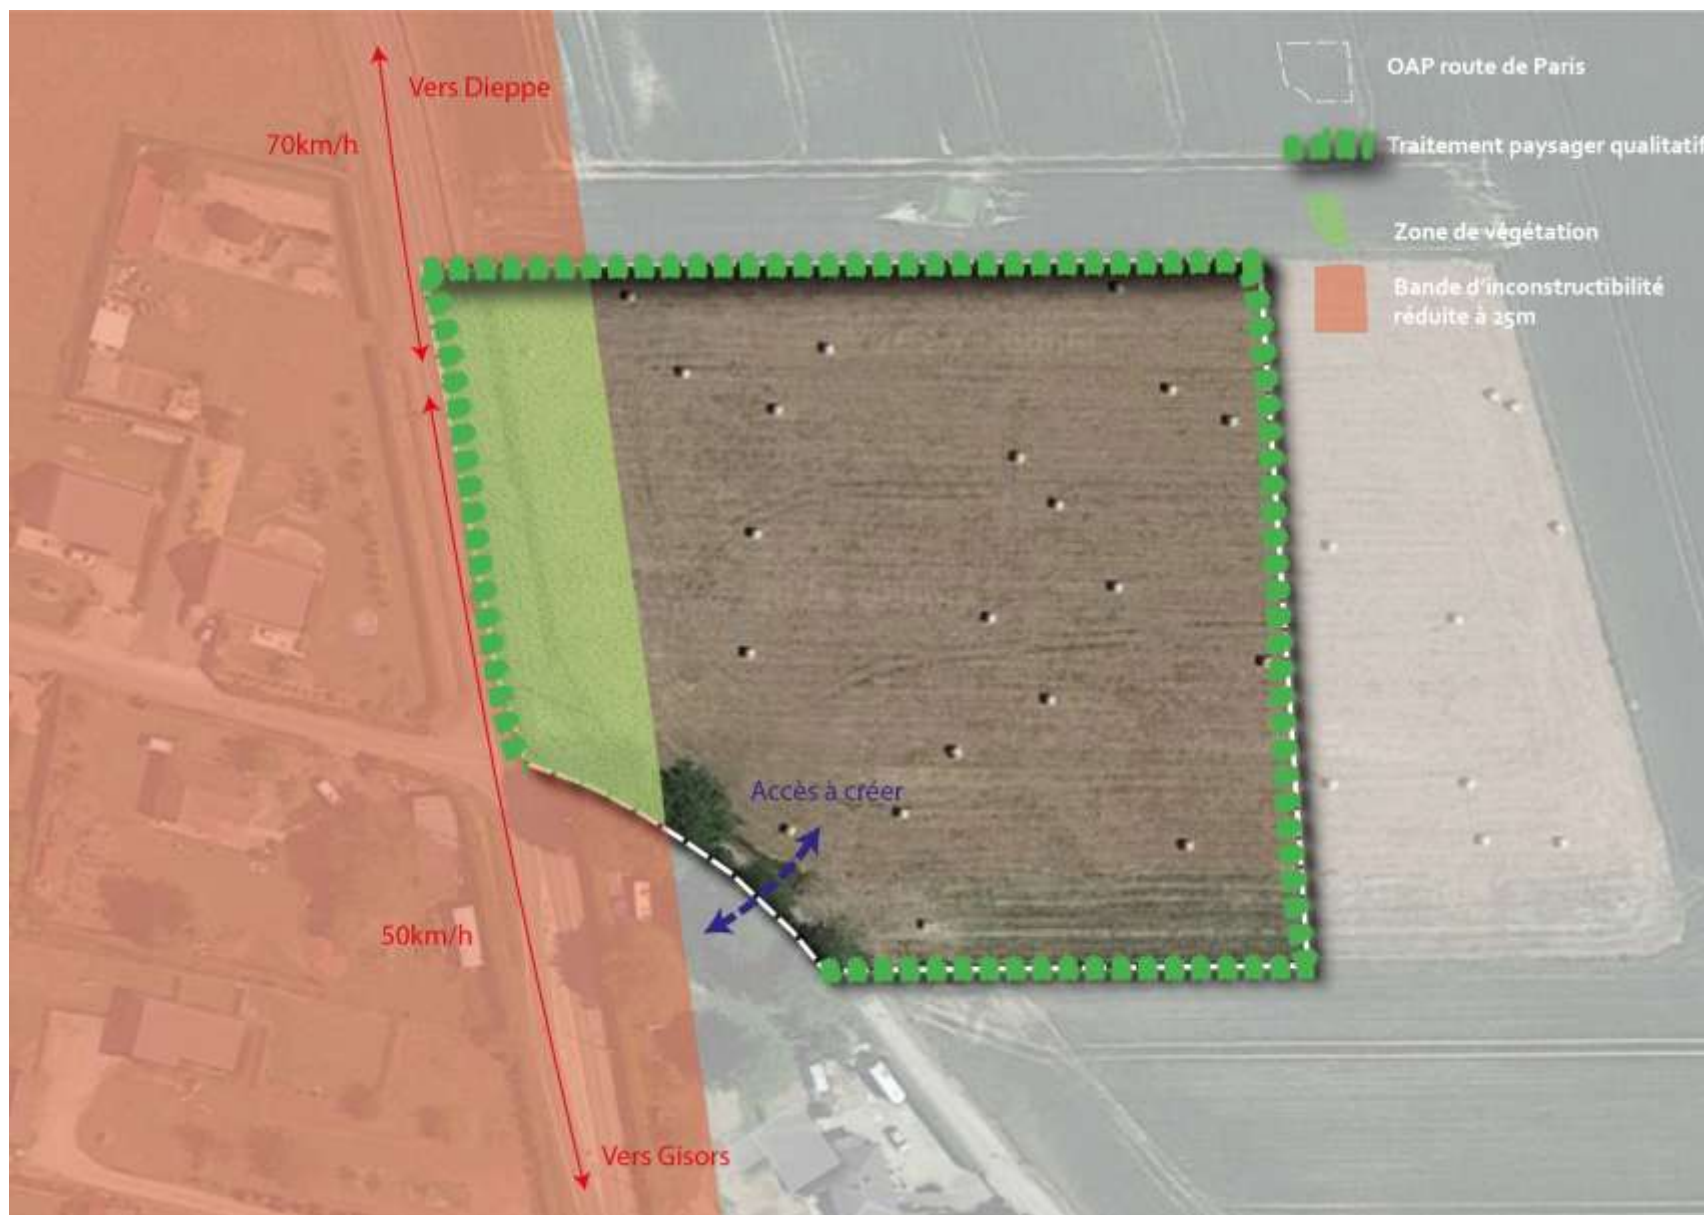 Vers Dieppe
70km/h
OAP route de Paris
Traitement paysager qualitatif
Zone de végétation
Bande d'inconstructibilité
réduite à 25m
Accès à créer
50km/h
Vers Gisors